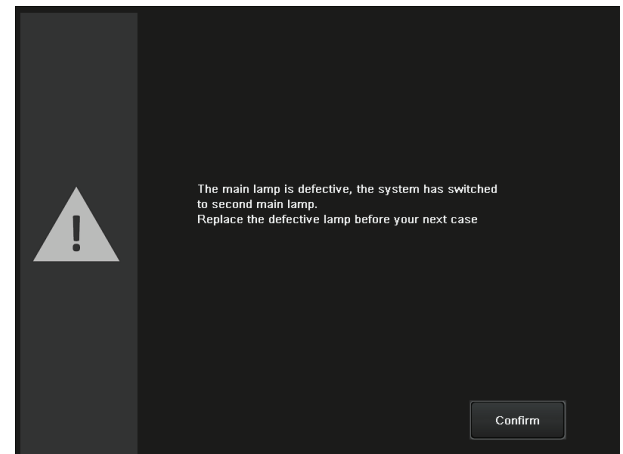 The main lamp is defective, the system has switched
to second main lamp.
Replace the defective lamp before your next case
Confirm